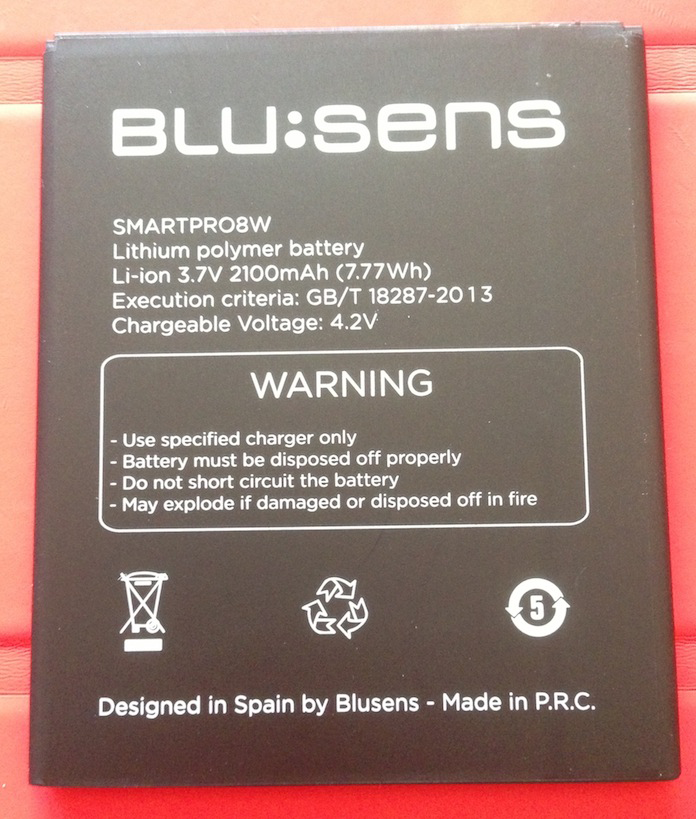 BLU:SENS
SMARTPRO8W
Lithium polymer battery
Li-ion 3.7V 2100mAh (7.77Wh)
Execution criteria: GB/T 18287-2013
Chargeable Voltage: 4.2V
WARNING
- Use specified charger only
- Battery must be disposed off properly
- Do not short circuit the battery
- May explode if damaged or disposed off in fire
5
Designed in Spain by Blusens - Made in P.R.C.